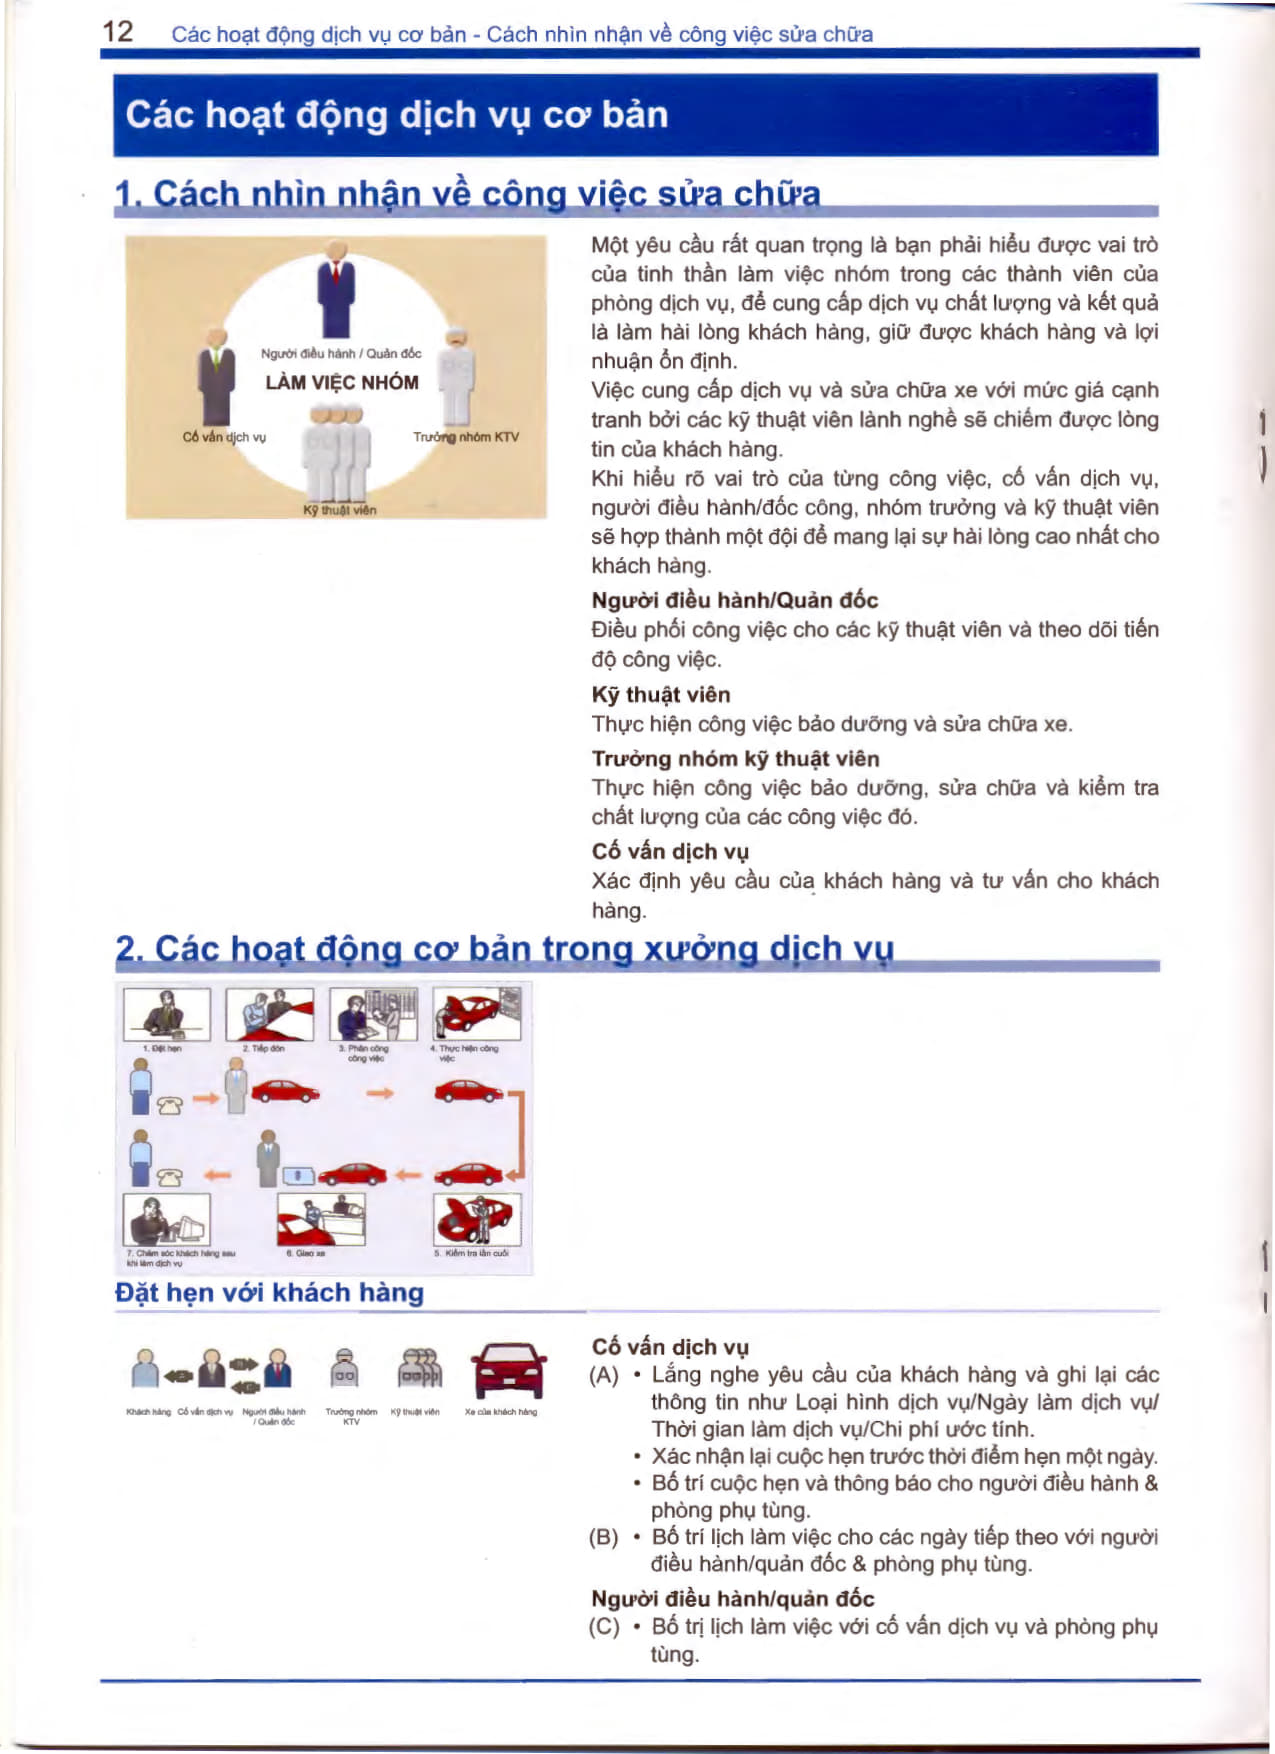 12 Các hoạt động dịch vụ cơ bản - Cách nhìn nhận về công việc sửa chữa
Các hoạt động dịch vụ cơ bản
1. Cách nhìn nhận về công việc sửa chữa
Người điều hành / Quản đốc
LÀM VIỆC NHÓM
Cố vấn dịch vụ
Trưởng nhóm KTV
Kỹ thuật viên
Một yêu cầu rất quan trọng là bạn phải hiểu được vai trò
của tinh thần làm việc nhóm trong các thành viên của
phòng dịch vụ, để cung cấp dịch vụ chất lượng và kết quả
là làm hài lòng khách hàng, giữ được khách hàng và lợi
nhuận ổn định.
Việc cung cấp dịch vụ và sửa chữa xe với mức giá cạnh
tranh bởi các kỹ thuật viên lành nghề sẽ chiếm được lòng
tin của khách hàng.
Khi hiểu rõ vai trò của từng công việc, cố vấn dịch vụ,
người điều hành/đốc công, nhóm trưởng và kỹ thuật viên
sẽ hợp thành một đội để mang lại sự hài lòng cao nhất cho
khách hàng.
Người điều hành/Quản đốc
Điều phối công việc cho các kỹ thuật viên và theo dõi tiến
độ công việc.
Kỹ thuật viên
Thực hiện công việc bảo dưỡng và sửa chữa xe.
Trưởng nhóm kỹ thuật viên
Thực hiện công việc bảo dưỡng, sửa chữa và kiểm tra
chất lượng của các công việc đó.
Cố vấn dịch vụ
Xác định yêu cầu của khách hàng và tư vấn cho khách
hàng.
2. Các hoạt động cơ bản trong xưởng dịch vụ
1. Đặt hẹn
2. Tiếp đón
3. Phân công
công việc
4. Thực hiện công
việc
7. Chăm sóc khách hàng sau
khi làm dịch vụ
6. Giao xe
5. Kiểm tra lần cuối
Đặt hẹn với khách hàng
Khách hàng
Cố vấn dịch vụ
Người điều hành
/ Quản đốc
Trưởng nhóm
KTV
Kỹ thuật viên
Xe của khách hàng
Cố vấn dịch vụ
(A) • Lắng nghe yêu cầu của khách hàng và ghi lại các
thông tin như Loại hình dịch vụ/Ngày làm dịch vụ/
Thời gian làm dịch vụ/Chi phí ước tính.
• Xác nhận lại cuộc hẹn trước thời điểm hẹn một ngày.
• Bố trí cuộc hẹn và thông báo cho người điều hành &
phòng phụ tùng.
(B) • Bố trí lịch làm việc cho các ngày tiếp theo với người
điều hành/quản đốc & phòng phụ tùng.
Người điều hành/quản đốc
(C) • Bố trị lịch làm việc với cố vấn dịch vụ và phòng phụ
tùng.